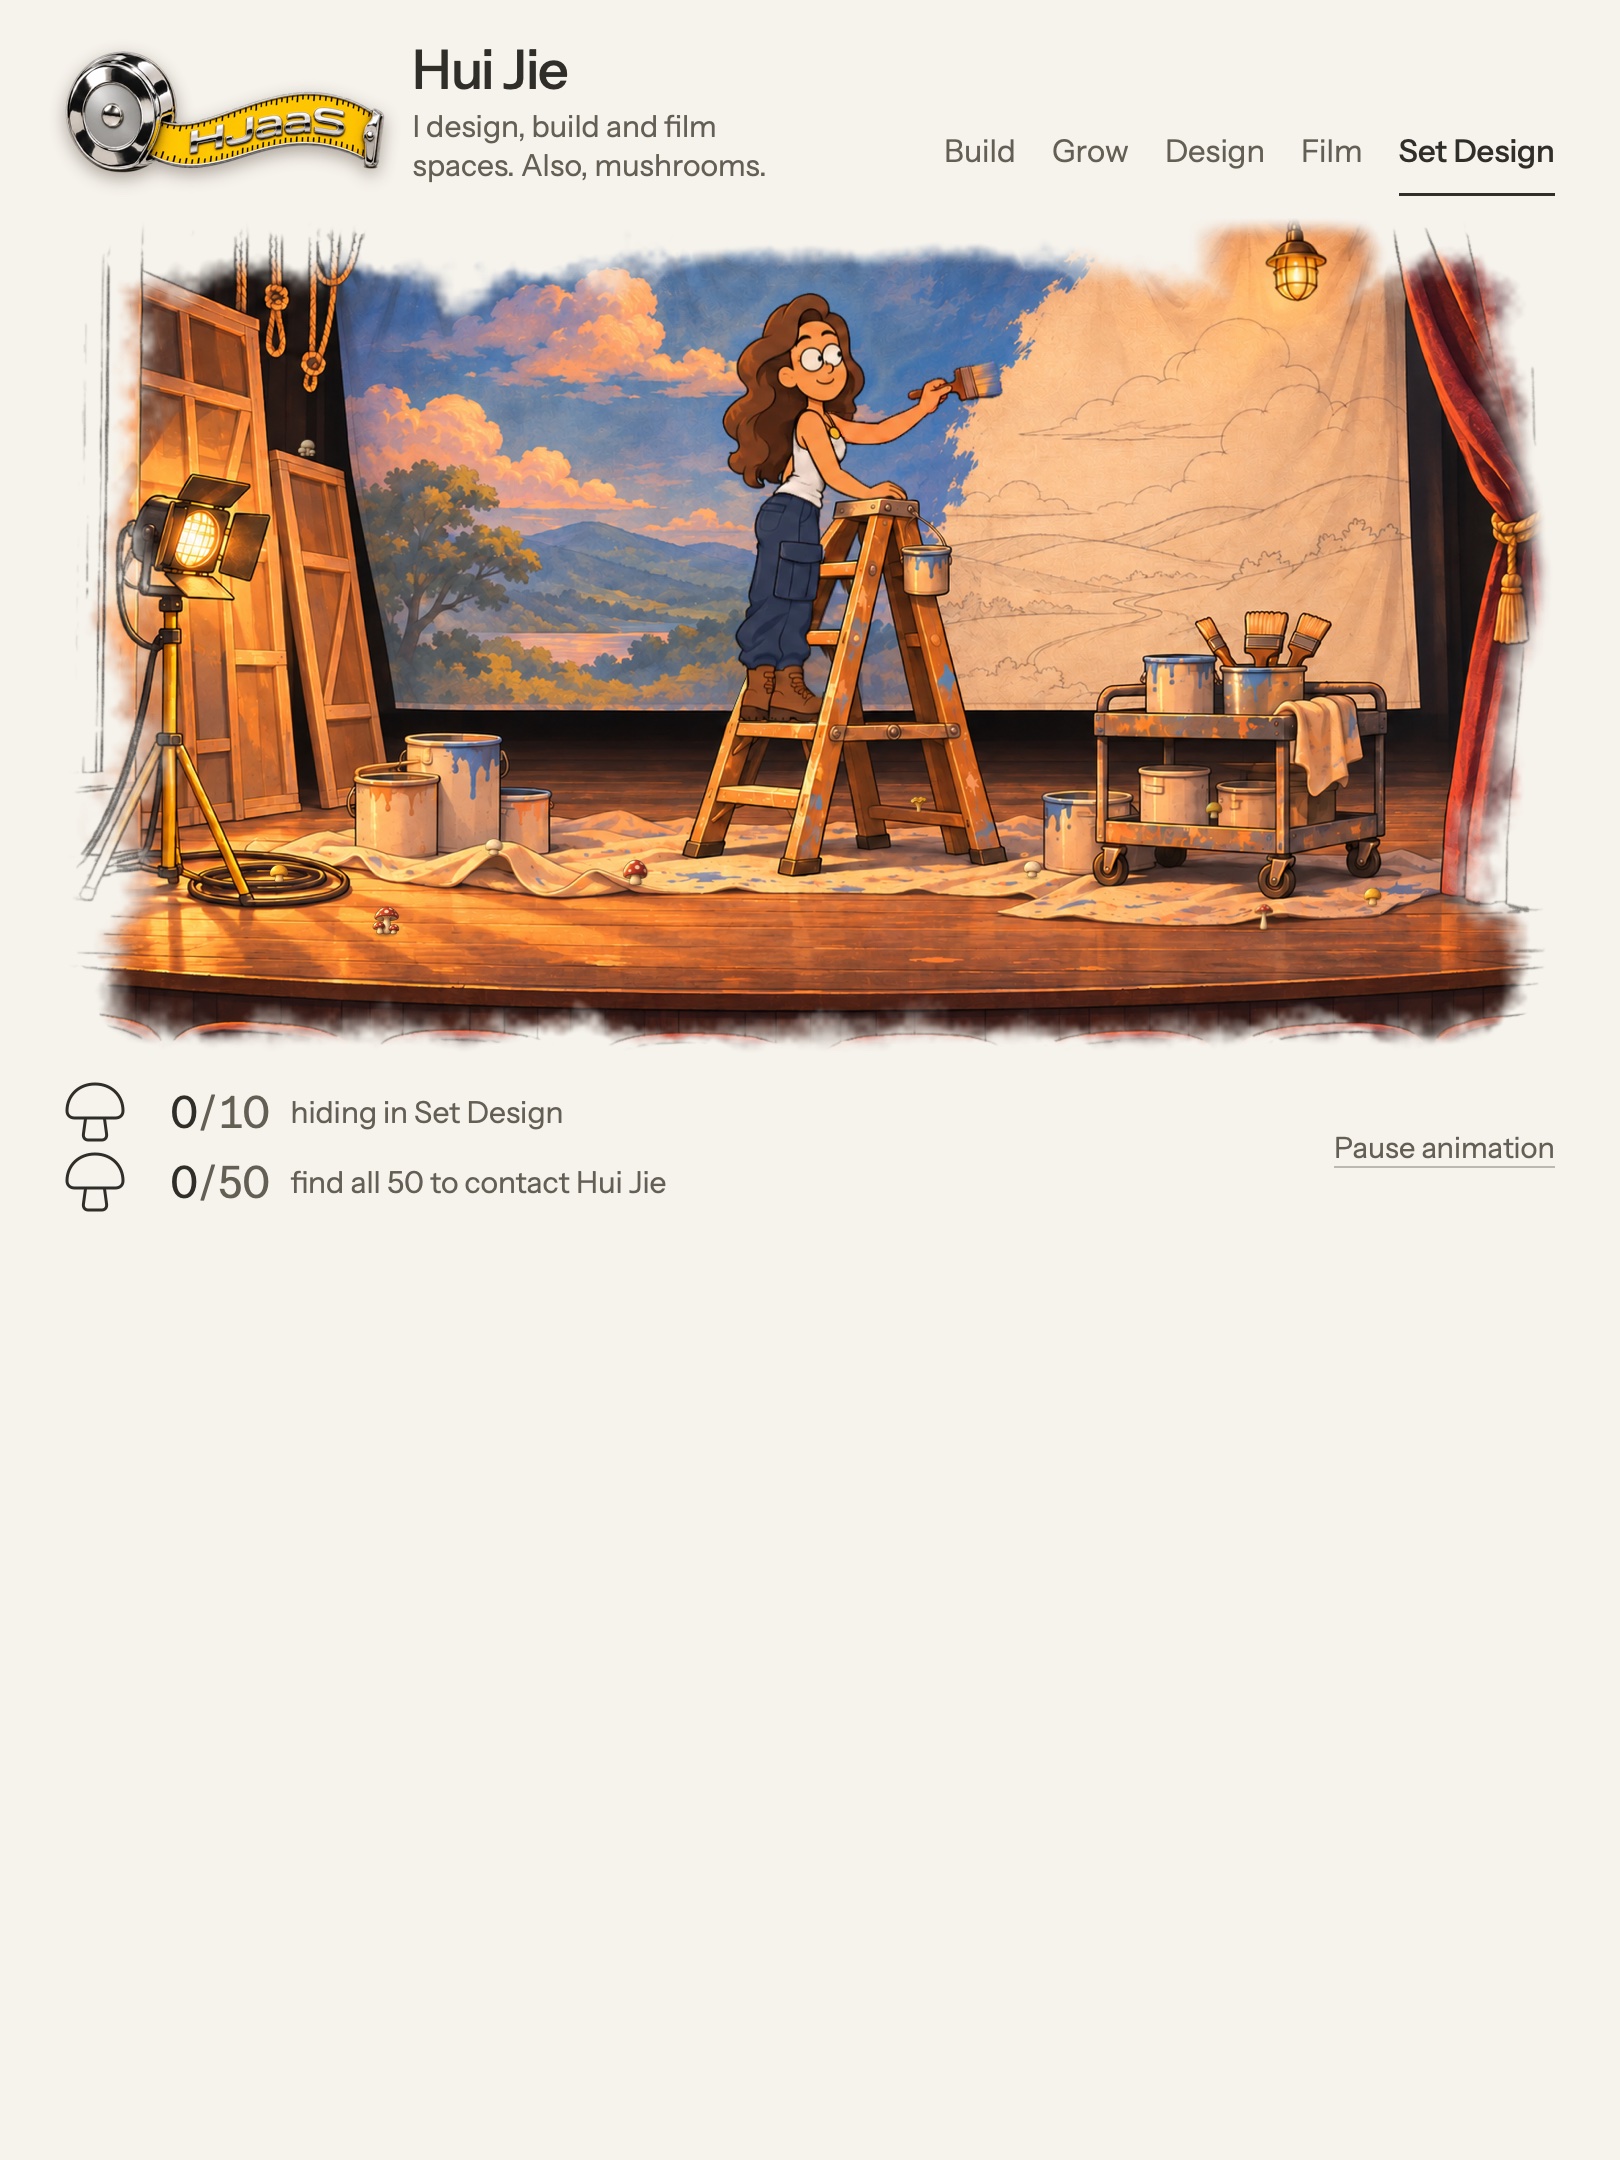 HJaaS
Hui Jie
I design, build and film
spaces. Also, mushrooms.
Build Grow Design Film Set Design
0/10 hiding in Set Design
0/50 find all 50 to contact Hui Jie
Pause animation